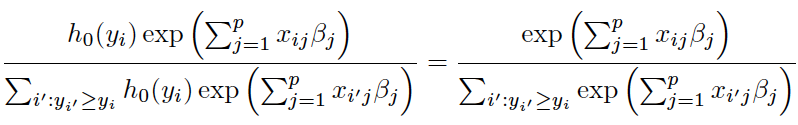 \frac{h_0(y_i) \exp\left(\sum_{j=1}^{p} x_{ij}\beta_j\right)}{\sum_{i':y_{i'} \geq y_i} h_0(y_i) \exp\left(\sum_{j=1}^{p} x_{i'j}\beta_j\right)} = \frac{\exp\left(\sum_{j=1}^{p} x_{ij}\beta_j\right)}{\sum_{i':y_{i'} \geq y_i} \exp\left(\sum_{j=1}^{p} x_{i'j}\beta_j\right)}